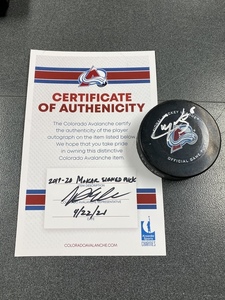 CERTIFICATE
OF AUTHENTICITY
The Colorado Avalanche certify
the authenticity of the player
autograph on the item listed below.
We hope that you take pride
in owning this distinctive
Colorado Avalanche item.
2019-20 MAKAR SIGNED PUCK
9/22/21
COLORADOAVALANCHE.COM
OFFICIAL GAME